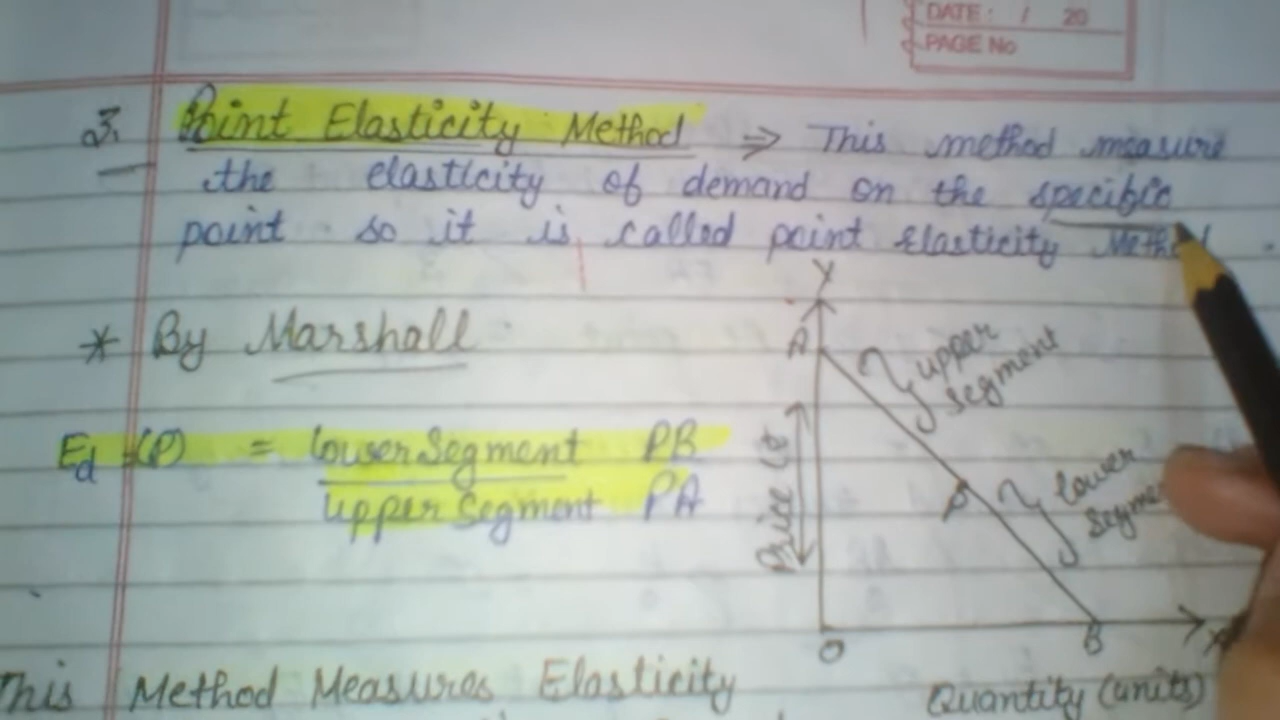 DATE: / 20
PAGE No
3. Point Elasticity Method ⇒ This method measure
the elasticity of demand on the specific
point so it is called point Elasticity Method.
* By Marshall
Ed (P) = lower Segment PB
Upper Segment PA
Y
A
upper
segment
Price (₹
P
lower
Segment
O
B
X
Quantity (units)
This Method Measures Elasticity